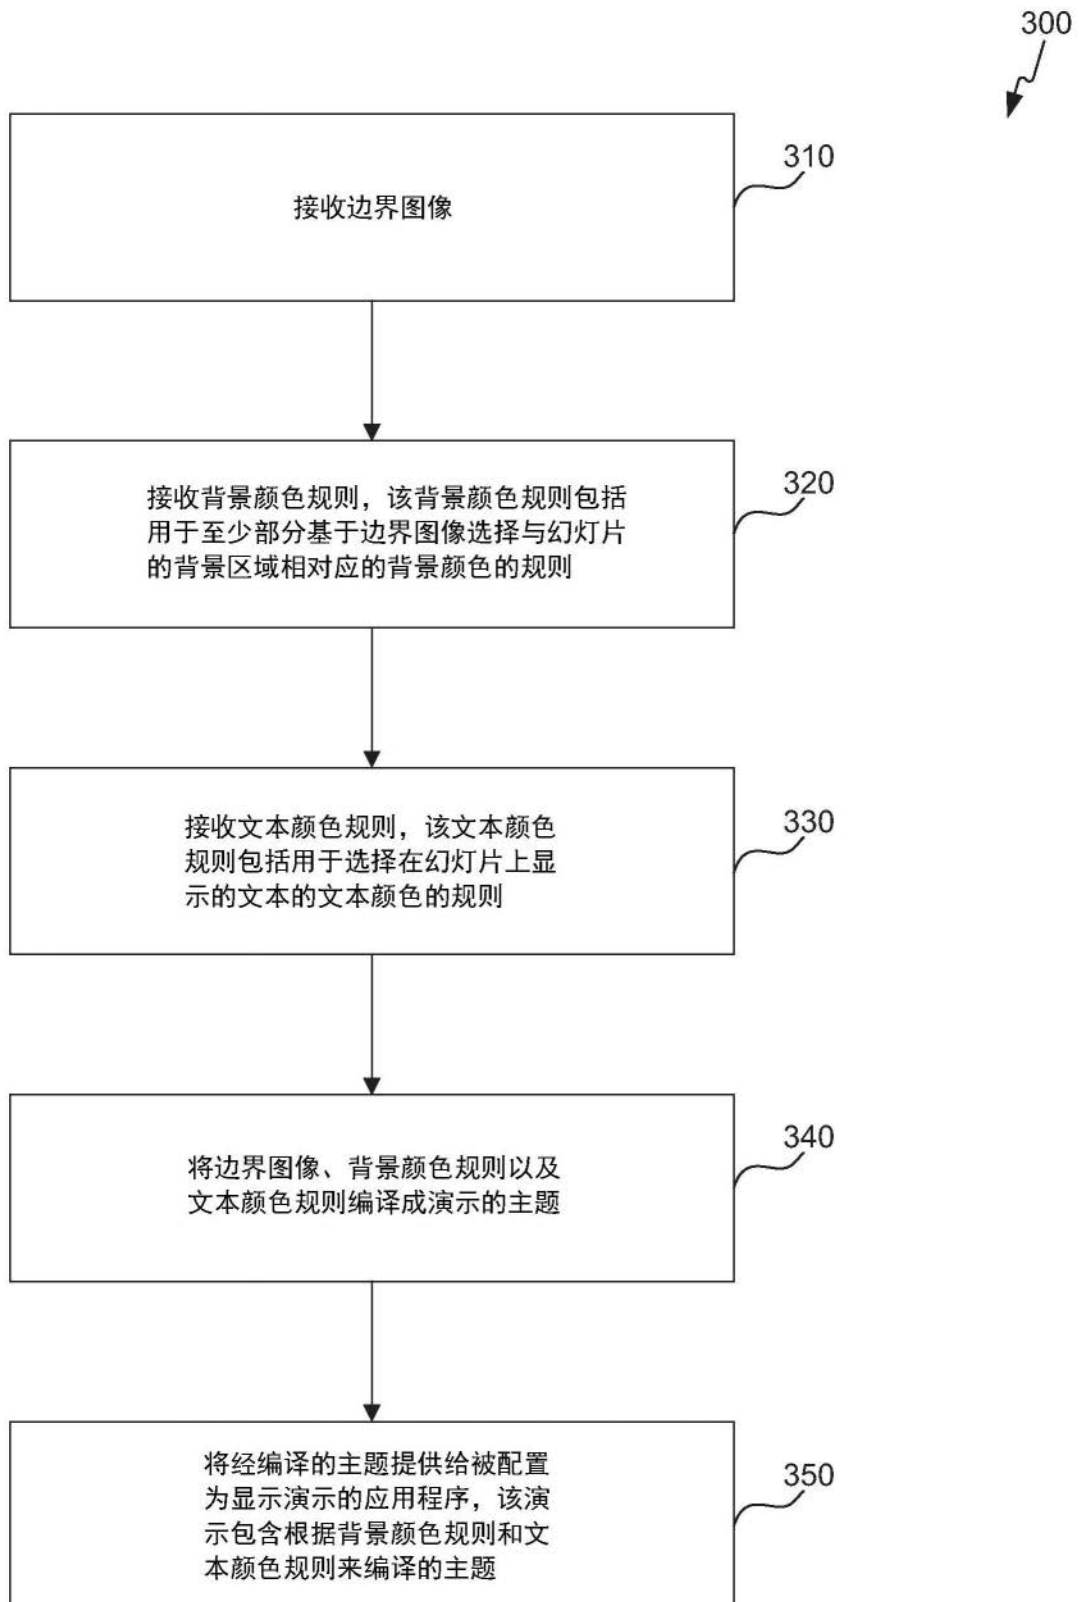 300
310
接收边界图像
320
接收背景颜色规则，该背景颜色规则包括
用于至少部分基于边界图像选择与幻灯片
的背景区域相对应的背景颜色的规则
330
接收文本颜色规则，该文本颜色
规则包括用于选择在幻灯片上显
示的文本的文本颜色的规则
340
将边界图像、背景颜色规则以及
文本颜色规则编译成演示的主题
350
将经编译的主题提供给被配置
为显示演示的应用程序，该演
示包含根据背景颜色规则和文
本颜色规则来编译的主题